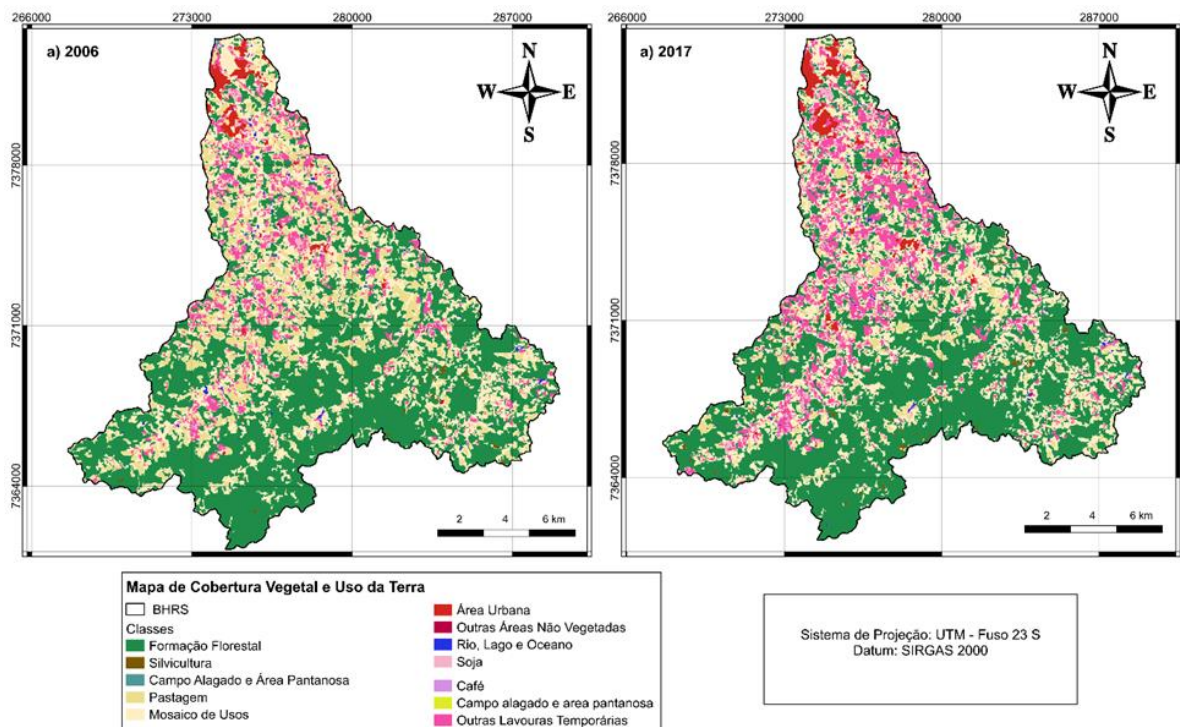 266000 273000 280000 287000
266000 273000 280000 287000
a) 2006
N
W E
S
a) 2017
N
W E
S
7378000
7371000
7364000
7378000
7371000
7364000
2 4 6 km
2 4 6 km
Mapa de Cobertura Vegetal e Uso da Terra
BHRS
Classes
Formação Florestal
Silvicultura
Campo Alagado e Área Pantanosa
Pastagem
Mosaico de Usos
Área Urbana
Outras Áreas Não Vegetadas
Rio, Lago e Oceano
Soja
Café
Campo alagado e area pantanosa
Outras Lavouras Temporárias
Sistema de Projeção: UTM - Fuso 23 S
Datum: SIRGAS 2000